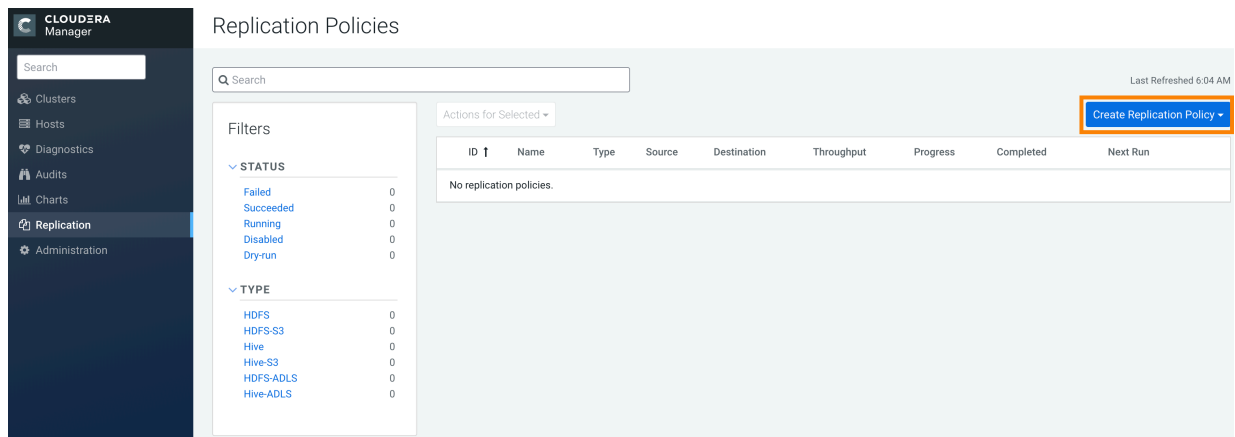 CLOUDERA
Manager
Search
Clusters
Hosts
Diagnostics
Audits
Charts
Replication
Administration
Replication Policies
Search
Last Refreshed 6:04 AM
Filters
STATUS
Failed 0
Succeeded 0
Running 0
Disabled 0
Dry-run 0
TYPE
HDFS 0
HDFS-S3 0
Hive 0
Hive-S3 0
HDFS-ADLS 0
Hive-ADLS 0
Actions for Selected
Create Replication Policy
ID Name Type Source Destination Throughput Progress Completed Next Run
No replication policies.